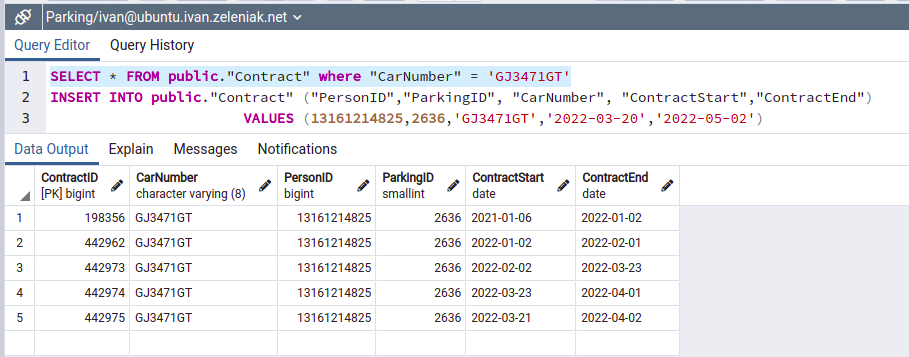 Parking/ivan@ubuntu.ivan.zeleniak.net
Query Editor Query History
1 SELECT * FROM public."Contract" where "CarNumber" = 'GJ3471GT'
2 INSERT INTO public."Contract" ("PersonID","ParkingID", "CarNumber", "ContractStart","ContractEnd")
3 VALUES (13161214825,2636,'GJ3471GT','2022-03-20','2022-05-02')
Data Output Explain Messages Notifications
ContractID CarNumber PersonID ParkingID ContractStart ContractEnd
[PK] bigint character varying (8) bigint smallint date date
1 198356 GJ3471GT 13161214825 2636 2021-01-06 2022-01-02
2 442962 GJ3471GT 13161214825 2636 2022-01-02 2022-02-01
3 442973 GJ3471GT 13161214825 2636 2022-02-02 2022-03-23
4 442974 GJ3471GT 13161214825 2636 2022-03-23 2022-04-01
5 442975 GJ3471GT 13161214825 2636 2022-03-21 2022-04-02